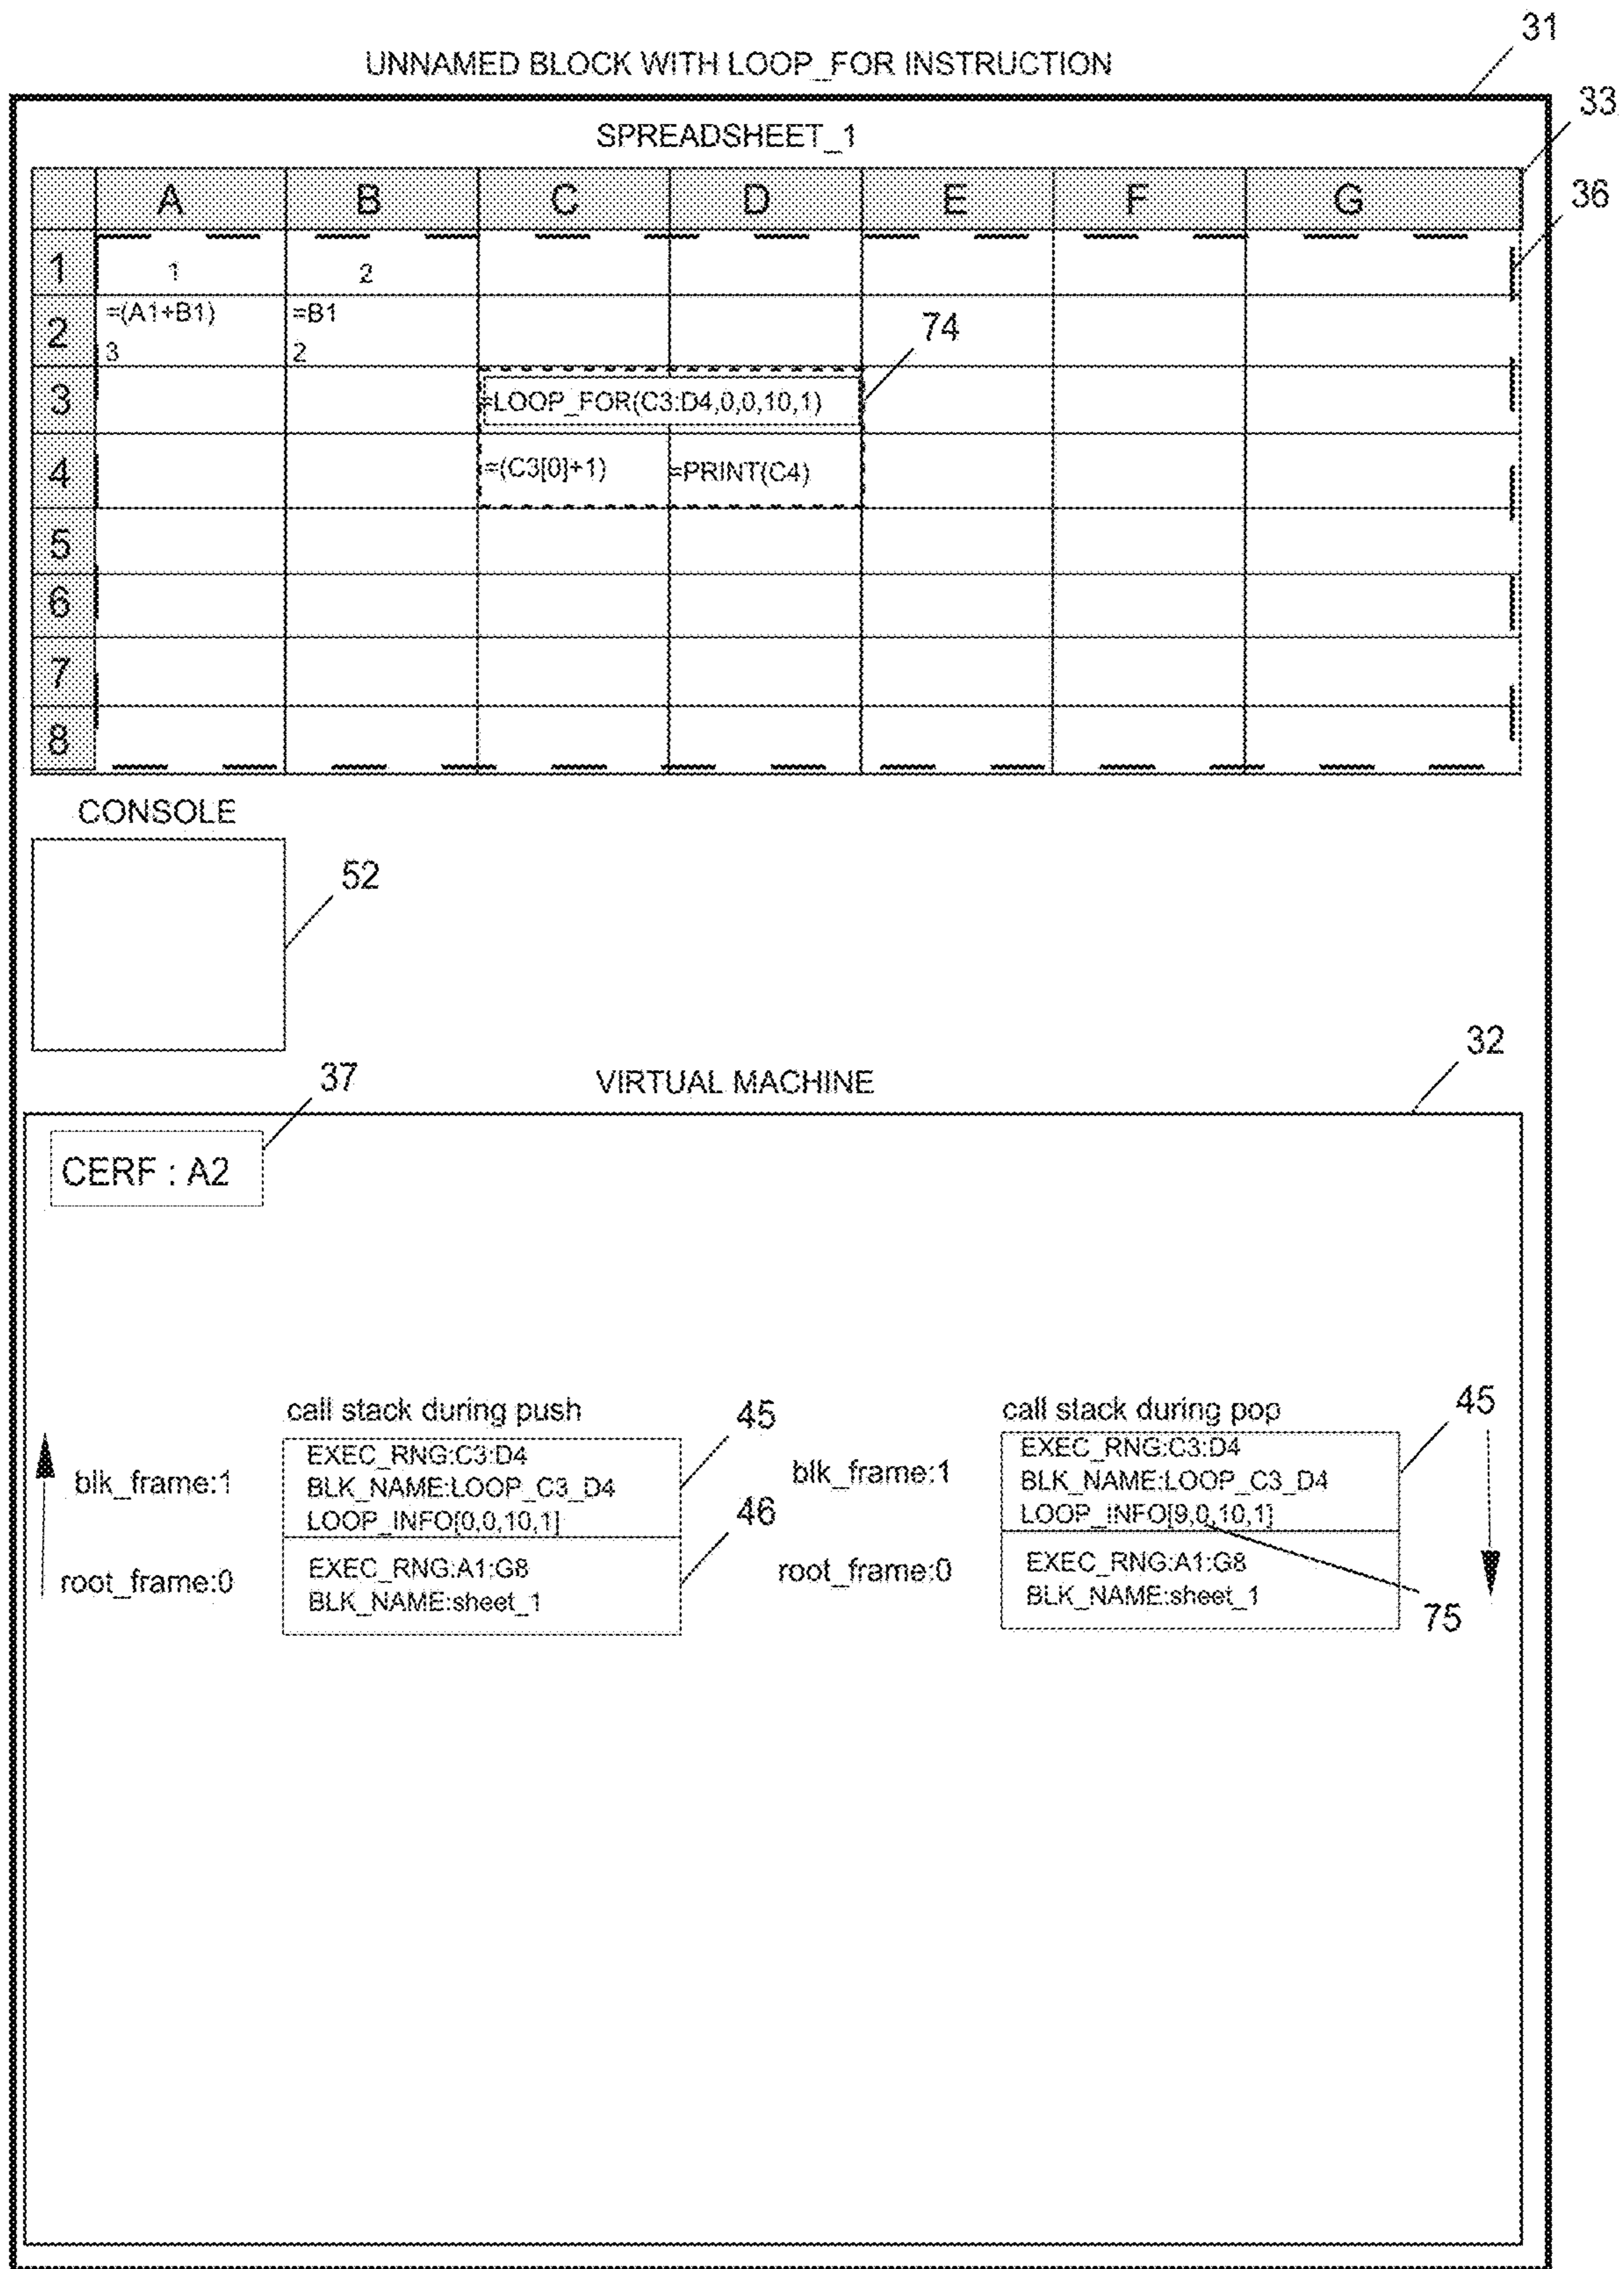 31
UNNAMED BLOCK WITH LOOP_FOR INSTRUCTION
33
SPREADSHEET_1
A B C D E F G
36
1 1 2
2 =(A1+B1) =B1
3 2
74
3 =LOOP_FOR(C3:D4,0,0,10,1)
4 =(C3[0]+1) =PRINT(C4)
5
6
7
8
CONSOLE
52
32
37
VIRTUAL MACHINE
CERF : A2
call stack during push
45
call stack during pop
45
blk_frame:1
EXEC_RNG:C3:D4
BLK_NAME:LOOP_C3_D4
LOOP_INFO[0,0,10,1]
46
root_frame:0
EXEC_RNG:A1:G8
BLK_NAME:sheet_1
blk_frame:1
EXEC_RNG:C3:D4
BLK_NAME:LOOP_C3_D4
LOOP_INFO[9,0,10,1]
root_frame:0
EXEC_RNG:A1:G8
BLK_NAME:sheet_1
75